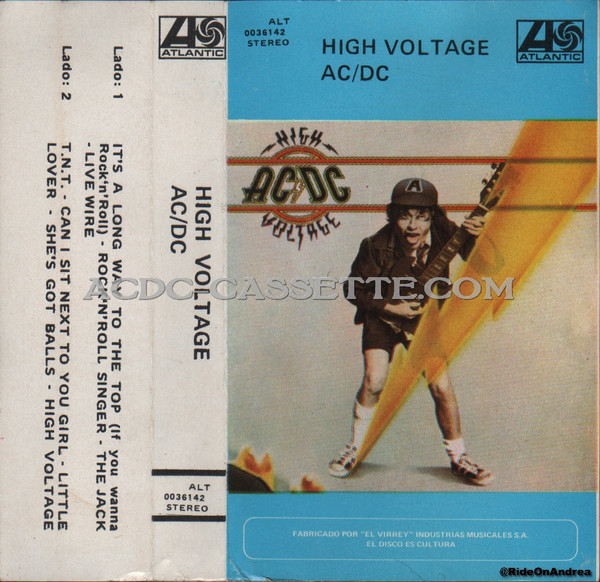 Lado: 1
IT'S A LONG WAY TO THE TOP (If you wanna
Rock'n'Roll) - ROCK'N'ROLL SINGER - THE JACK
- LIVE WIRE
Lado: 2
T.N.T. - CAN I SIT NEXT TO YOU GIRL - LITTLE
LOVER - SHE'S GOT BALLS - HIGH VOLTAGE
ATLANTIC
HIGH VOLTAGE
AC/DC
ALT
0036142
STEREO
ALT
0036142
STEREO
HIGH VOLTAGE
AC/DC
ATLANTIC
HIGH
AC/DC
VOLTAGE
A
ACDC-CASSETTE.COM
FABRICADO POR "EL VIRREY" INDUSTRIAS MUSICALES S.A.
EL DISCO ES CULTURA
@RideOnAndrea